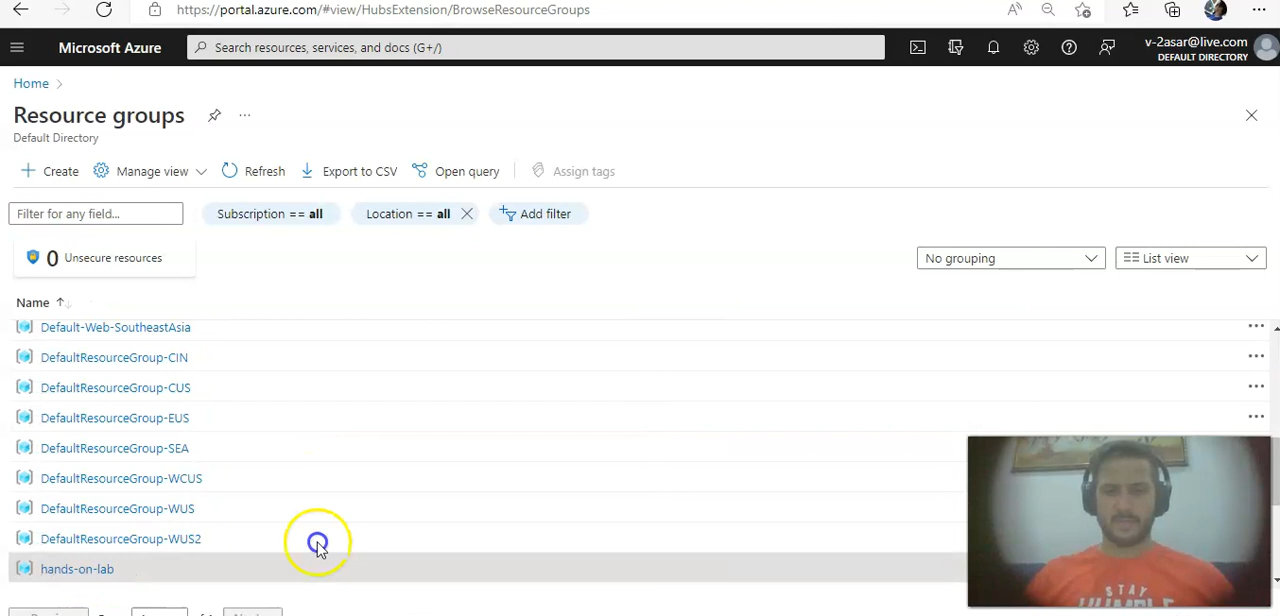 https://portal.azure.com/#view/HubsExtension/BrowseResourceGroups
Microsoft Azure
Search resources, services, and docs (G+/)
v-2asar@live.com
DEFAULT DIRECTORY
Home >
Resource groups
Default Directory
Create
Manage view
Refresh
Export to CSV
Open query
Assign tags
Filter for any field...
Subscription == all
Location == all
Add filter
0 Unsecure resources
No grouping
List view
Name
Default-Web-SoutheastAsia
DefaultResourceGroup-CIN
DefaultResourceGroup-CUS
DefaultResourceGroup-EUS
DefaultResourceGroup-SEA
DefaultResourceGroup-WCUS
DefaultResourceGroup-WUS
DefaultResourceGroup-WUS2
hands-on-lab
STAY
HUMBLE